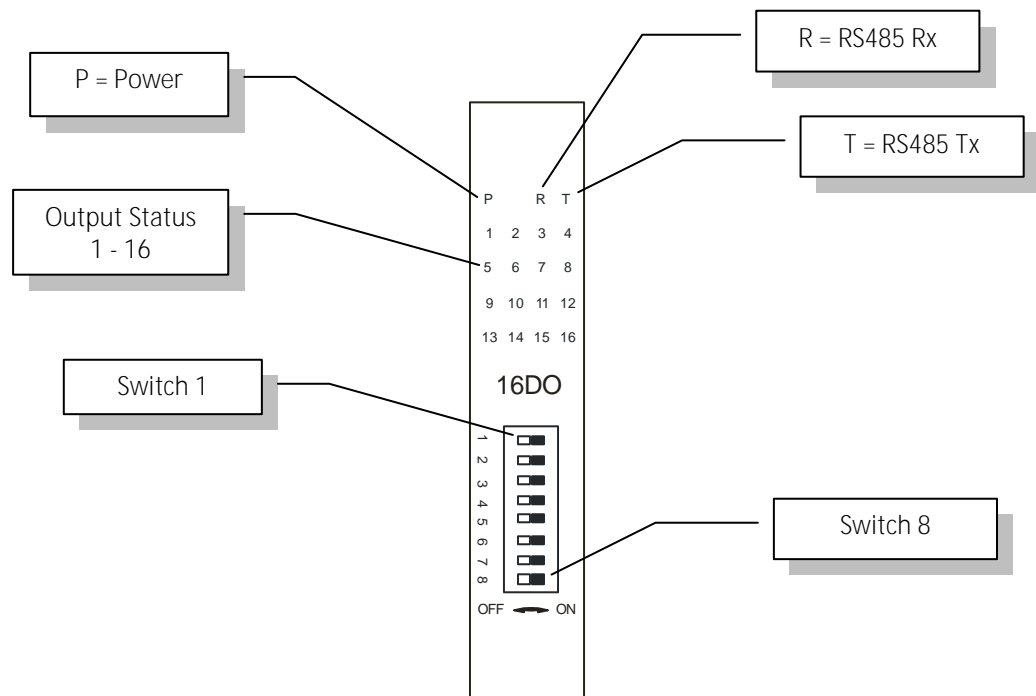 R = RS485 Rx
P = Power
T = RS485 Tx
P R T
Output Status
1 - 16
1 2 3 4
5 6 7 8
9 10 11 12
13 14 15 16
Switch 1
16DO
1
2
3
4
5
6
7
8
Switch 8
OFF ON